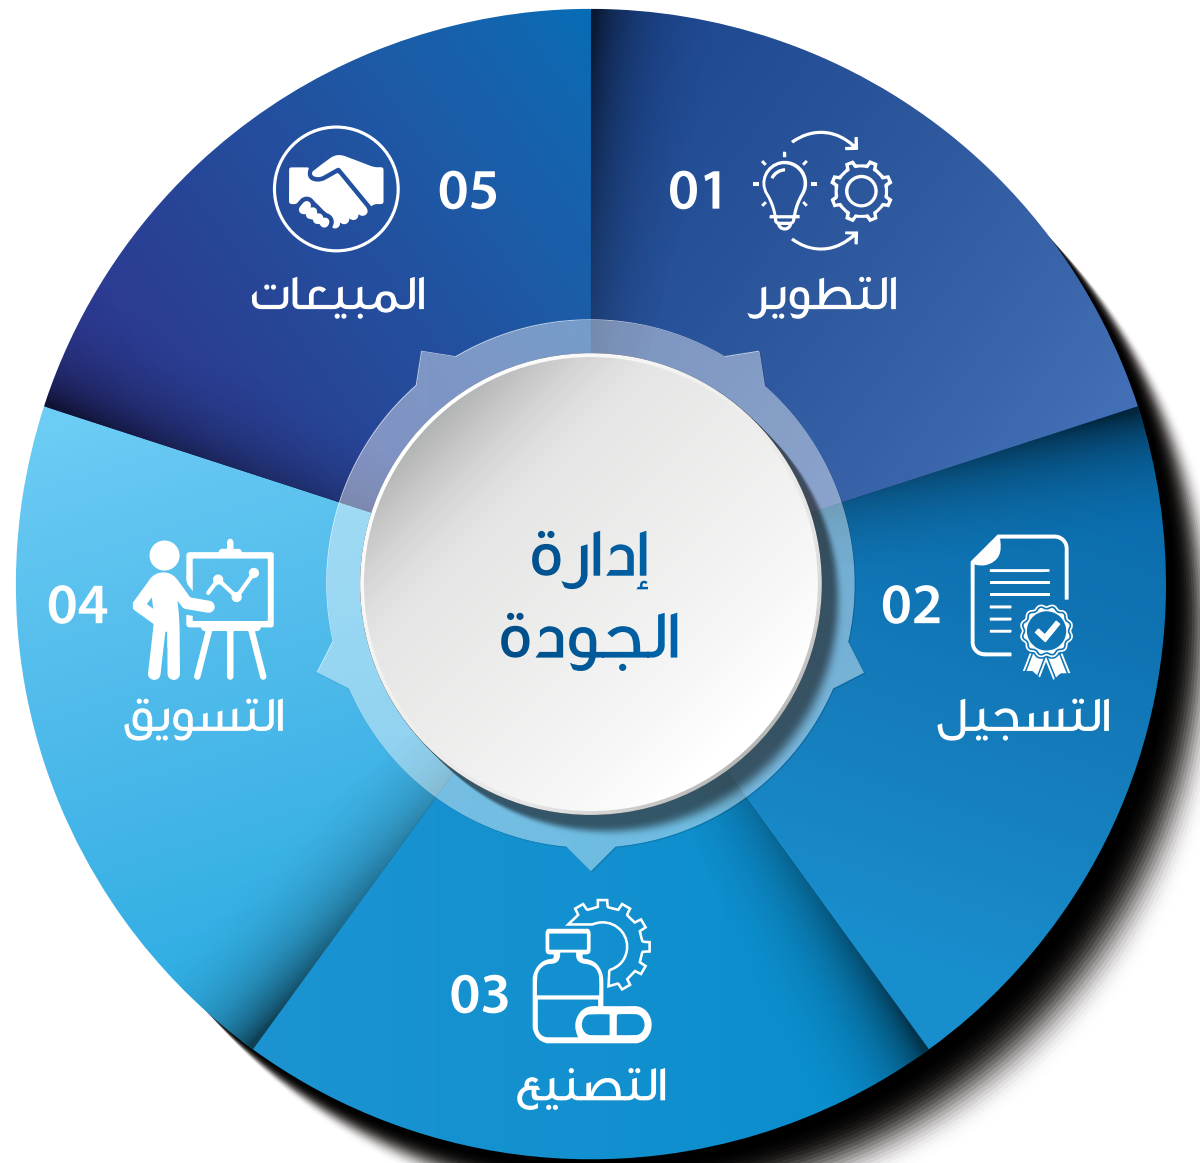 إدارة
الجودة
01
التطوير
02
التسجيل
03
التصنيع
04
التسويق
05
المبيعات